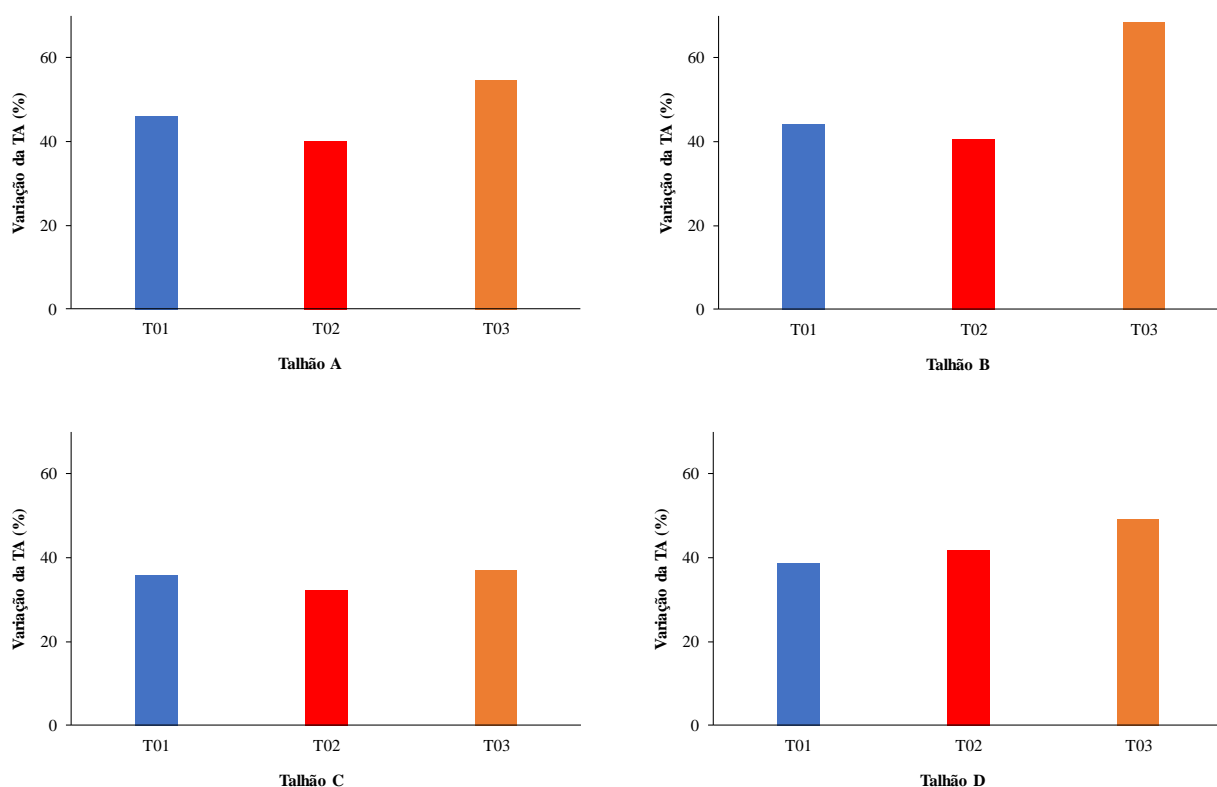 Variação da TA (%)
60
40
20
0
T01 T02 T03
Talhão A
Variação da TA (%)
60
40
20
0
T01 T02 T03
Talhão B
Variação da TA (%)
60
40
20
0
T01 T02 T03
Talhão C
Variação da TA (%)
60
40
20
0
T01 T02 T03
Talhão D